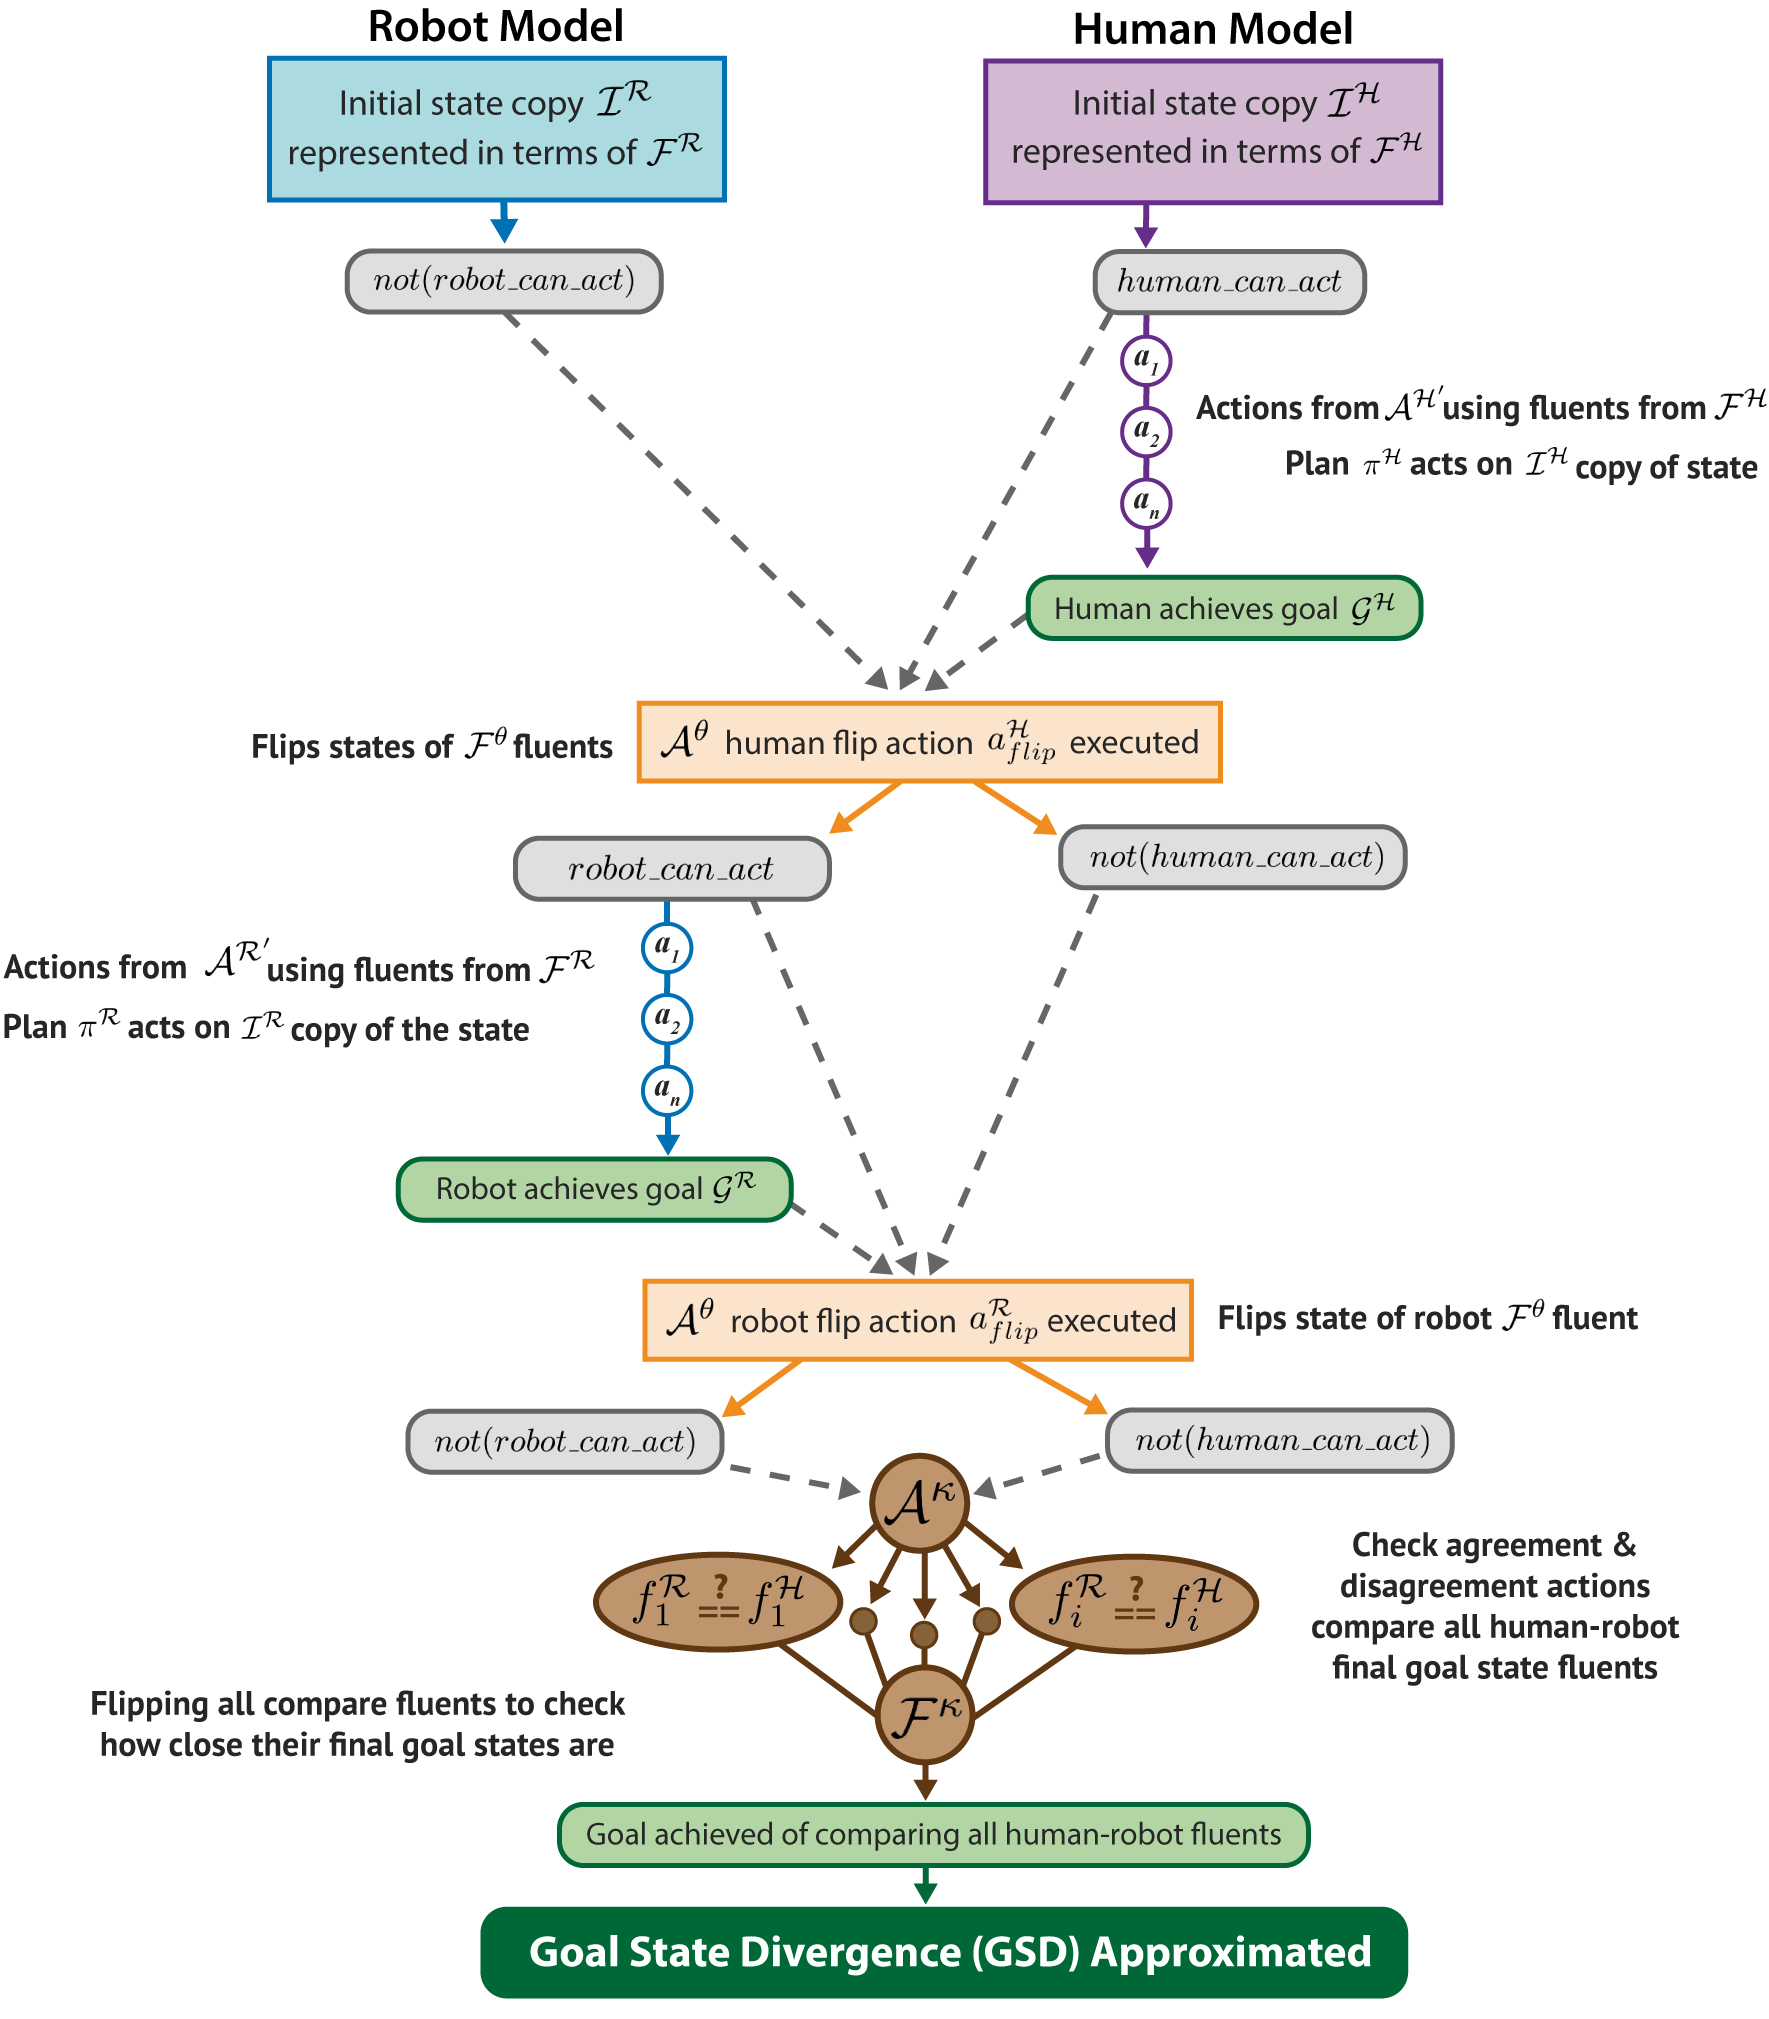 Robot Model
Human Model
Initial state copy 𝓘^𝓡
represented in terms of 𝓕^𝓡
Initial state copy 𝓘^𝓗
represented in terms of 𝓕^𝓗
not(robot_can_act)
human_can_act
a_1
a_2
a_n
Actions from 𝓐^𝓗′ using fluents from 𝓕^𝓗
Plan π^𝓗 acts on 𝓘^𝓗 copy of state
Human achieves goal 𝓖^𝓗
Flips states of 𝓕^θ fluents
𝓐^θ human flip action a^𝓗_flip executed
robot_can_act
not(human_can_act)
Actions from 𝓐^𝓡′ using fluents from 𝓕^𝓡
Plan π^𝓡 acts on 𝓘^𝓡 copy of the state
a_1
a_2
a_n
Robot achieves goal 𝓖^𝓡
𝓐^θ robot flip action a^𝓡_flip executed
Flips state of robot 𝓕^θ fluent
not(robot_can_act)
not(human_can_act)
𝓐^κ
f^𝓡_1 ?== f^𝓗_1
f^𝓡_i ?== f^𝓗_i
Check agreement &
disagreement actions
compare all human-robot
final goal state fluents
𝓕^κ
Flipping all compare fluents to check
how close their final goal states are
Goal achieved of comparing all human-robot fluents
Goal State Divergence (GSD) Approximated